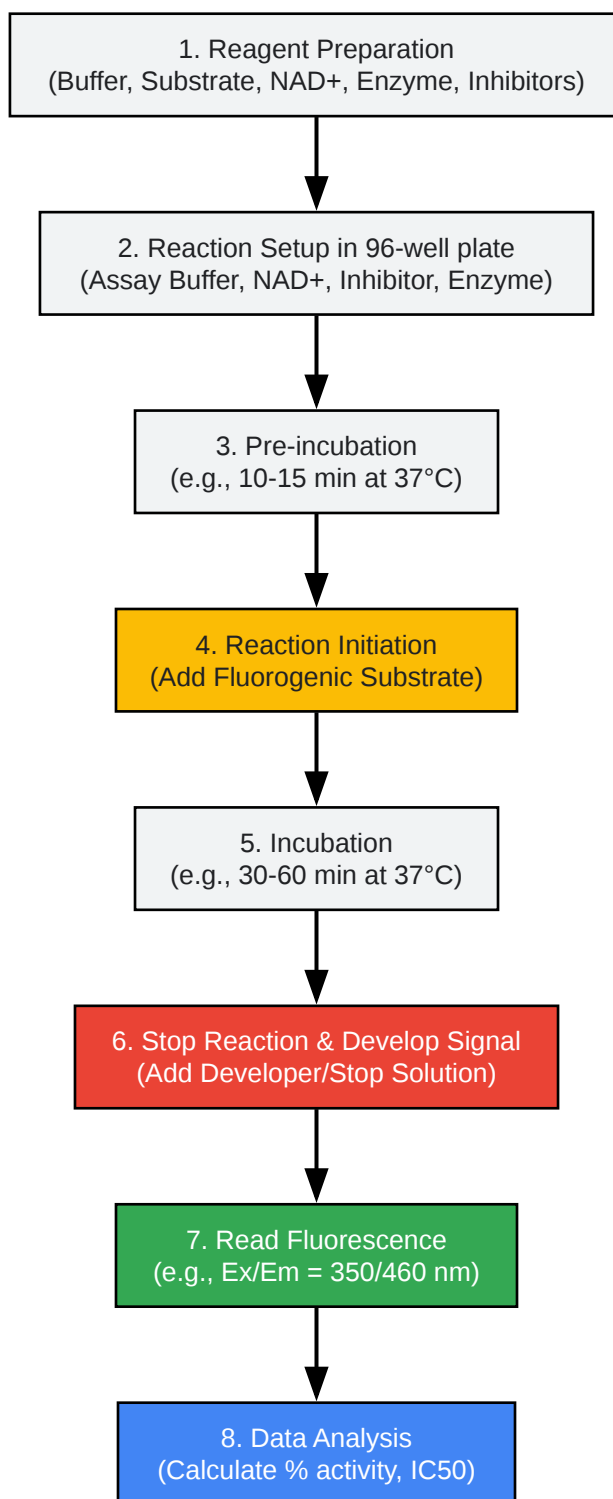 1. Reagent Preparation
(Buffer, Substrate, NAD+, Enzyme, Inhibitors)
2. Reaction Setup in 96-well plate
(Assay Buffer, NAD+, Inhibitor, Enzyme)
3. Pre-incubation
(e.g., 10-15 min at 37°C)
4. Reaction Initiation
(Add Fluorogenic Substrate)
5. Incubation
(e.g., 30-60 min at 37°C)
6. Stop Reaction & Develop Signal
(Add Developer/Stop Solution)
7. Read Fluorescence
(e.g., Ex/Em = 350/460 nm)
8. Data Analysis
(Calculate % activity, IC50)